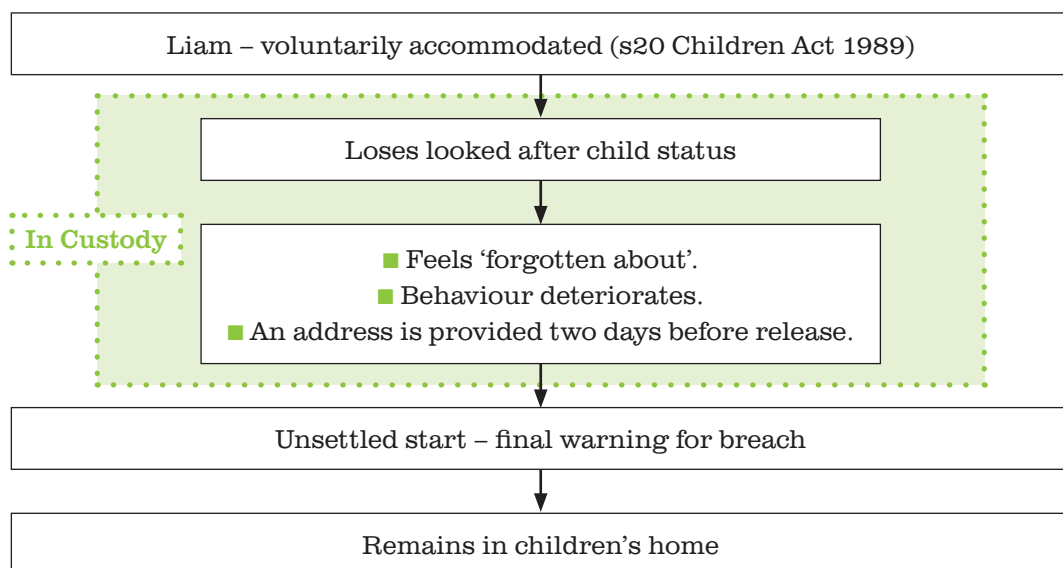 Liam – voluntarily accommodated (s20 Children Act 1989)
Loses looked after child status
In Custody
■ Feels ‘forgotten about’.
■ Behaviour deteriorates.
■ An address is provided two days before release.
Unsettled start – final warning for breach
Remains in children’s home